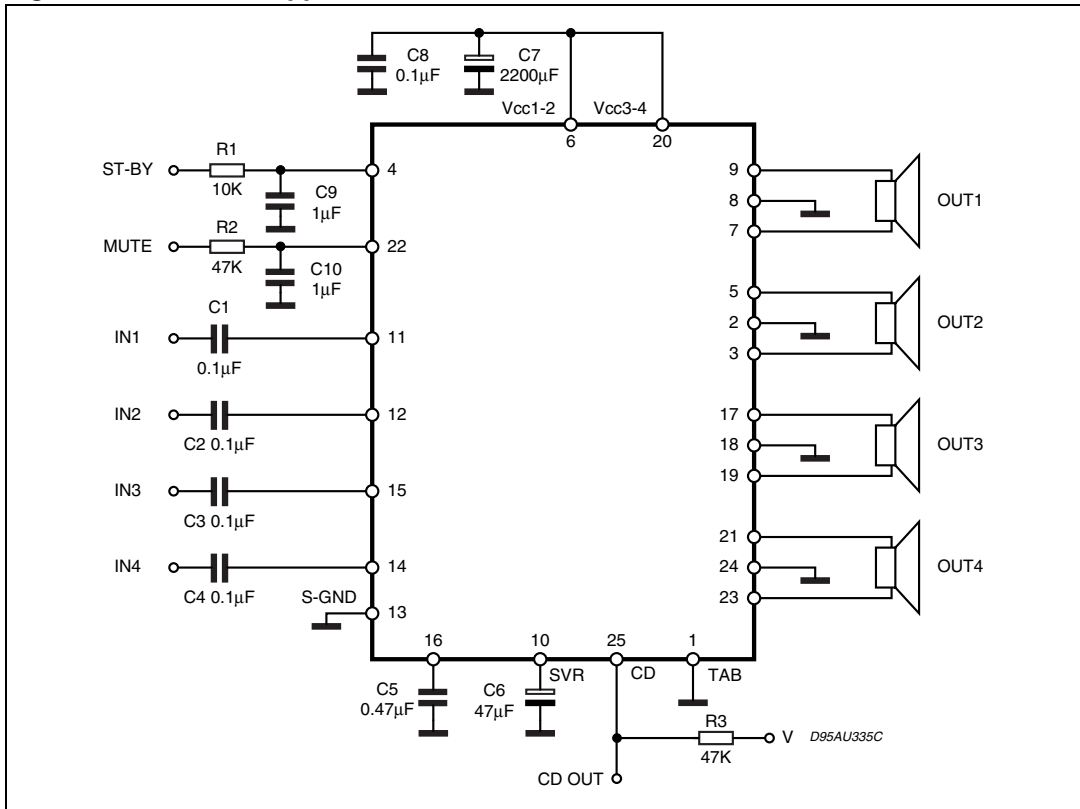 C8
0.1µF
C7
2200µF
Vcc1-2
Vcc3-4
6
20
ST-BY
R1
10K
4
C9
1µF
MUTE
R2
47K
22
C10
1µF
IN1
C1
0.1µF
11
IN2
C2 0.1µF
12
IN3
C3 0.1µF
15
IN4
C4 0.1µF
14
S-GND
13
9
8
7
OUT1
5
2
3
OUT2
17
18
19
OUT3
21
24
23
OUT4
16
10
25
1
SVR
CD
TAB
C5
0.47µF
C6
47µF
R3
47K
V
D95AU335C
CD OUT